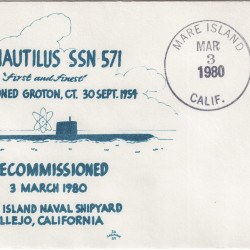 NAUTILUS SSN 571
"First and Finest"
ONED GROTON, CT. 30 SEPT. 1954
ECOMMISSIONED
3 MARCH 1980
ISLAND NAVAL SHIPYARD
LLEJO, CALIFORNIA
MARE ISLAND
MAR
3
1980
CALIF.